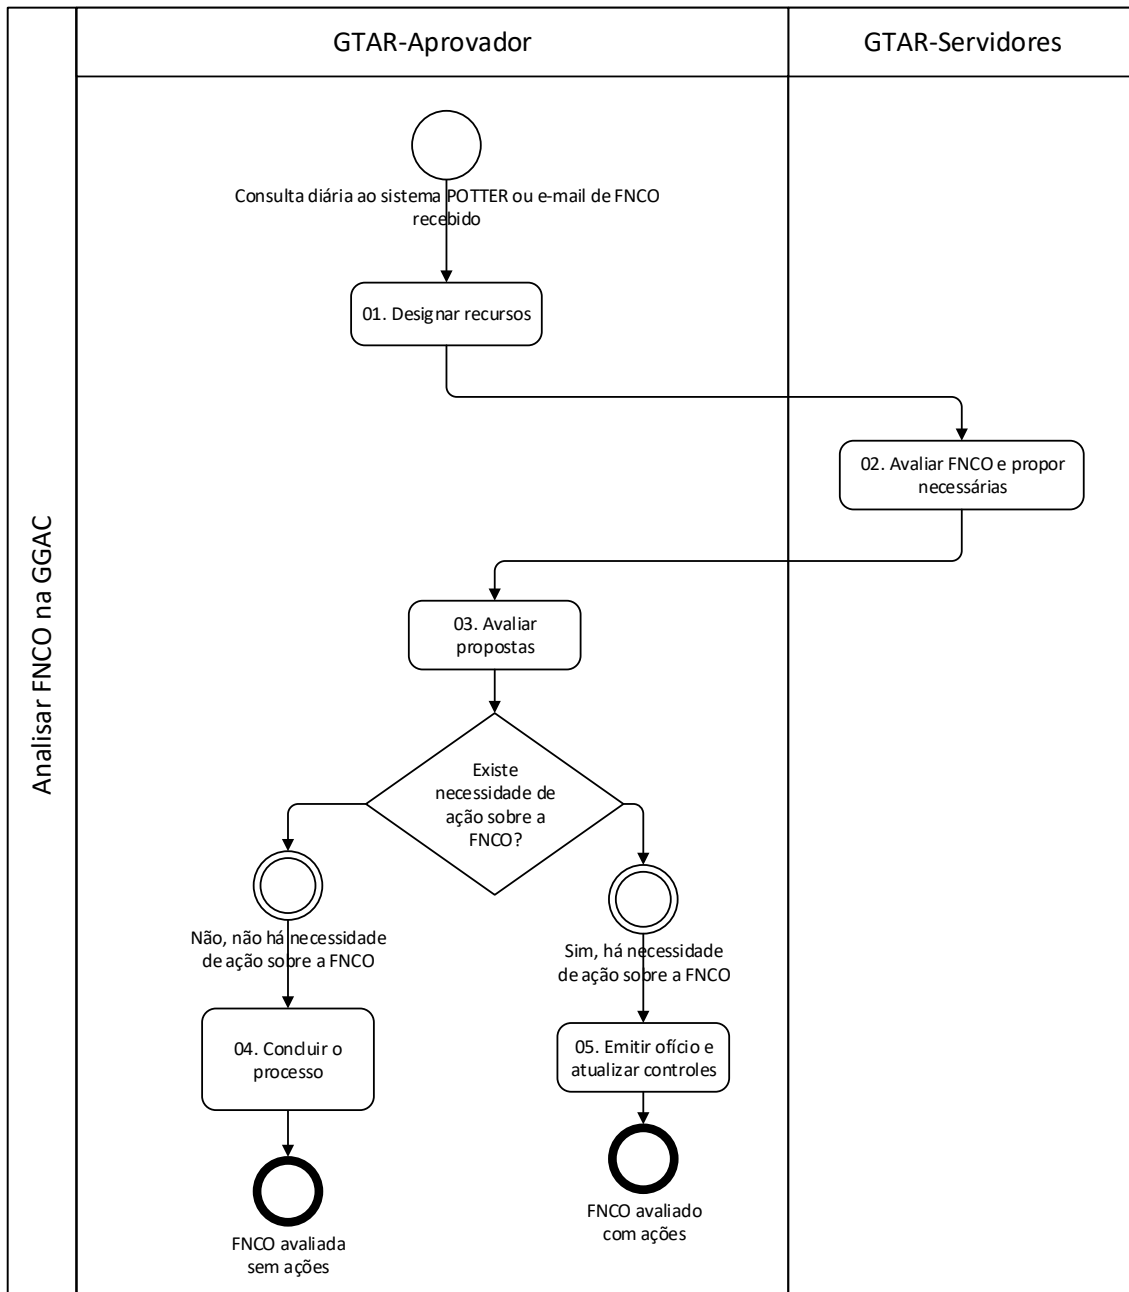 GTAR-Aprovador
GTAR-Servidores
Analisar FNCO na GGAC
Consulta diária ao sistema POTTER ou e-mail de FNCO
recebido
01. Designar recursos
02. Avaliar FNCO e propor
necessárias
03. Avaliar
propostas
Existe
necessidade de
ação sobre a
FNCO?
Não, não há necessidade
de ação sobre a FNCO
Sim, há necessidade
de ação sobre a FNCO
04. Concluir o
processo
05. Emitir ofício e
atualizar controles
FNCO avaliada
sem ações
FNCO avaliado
com ações